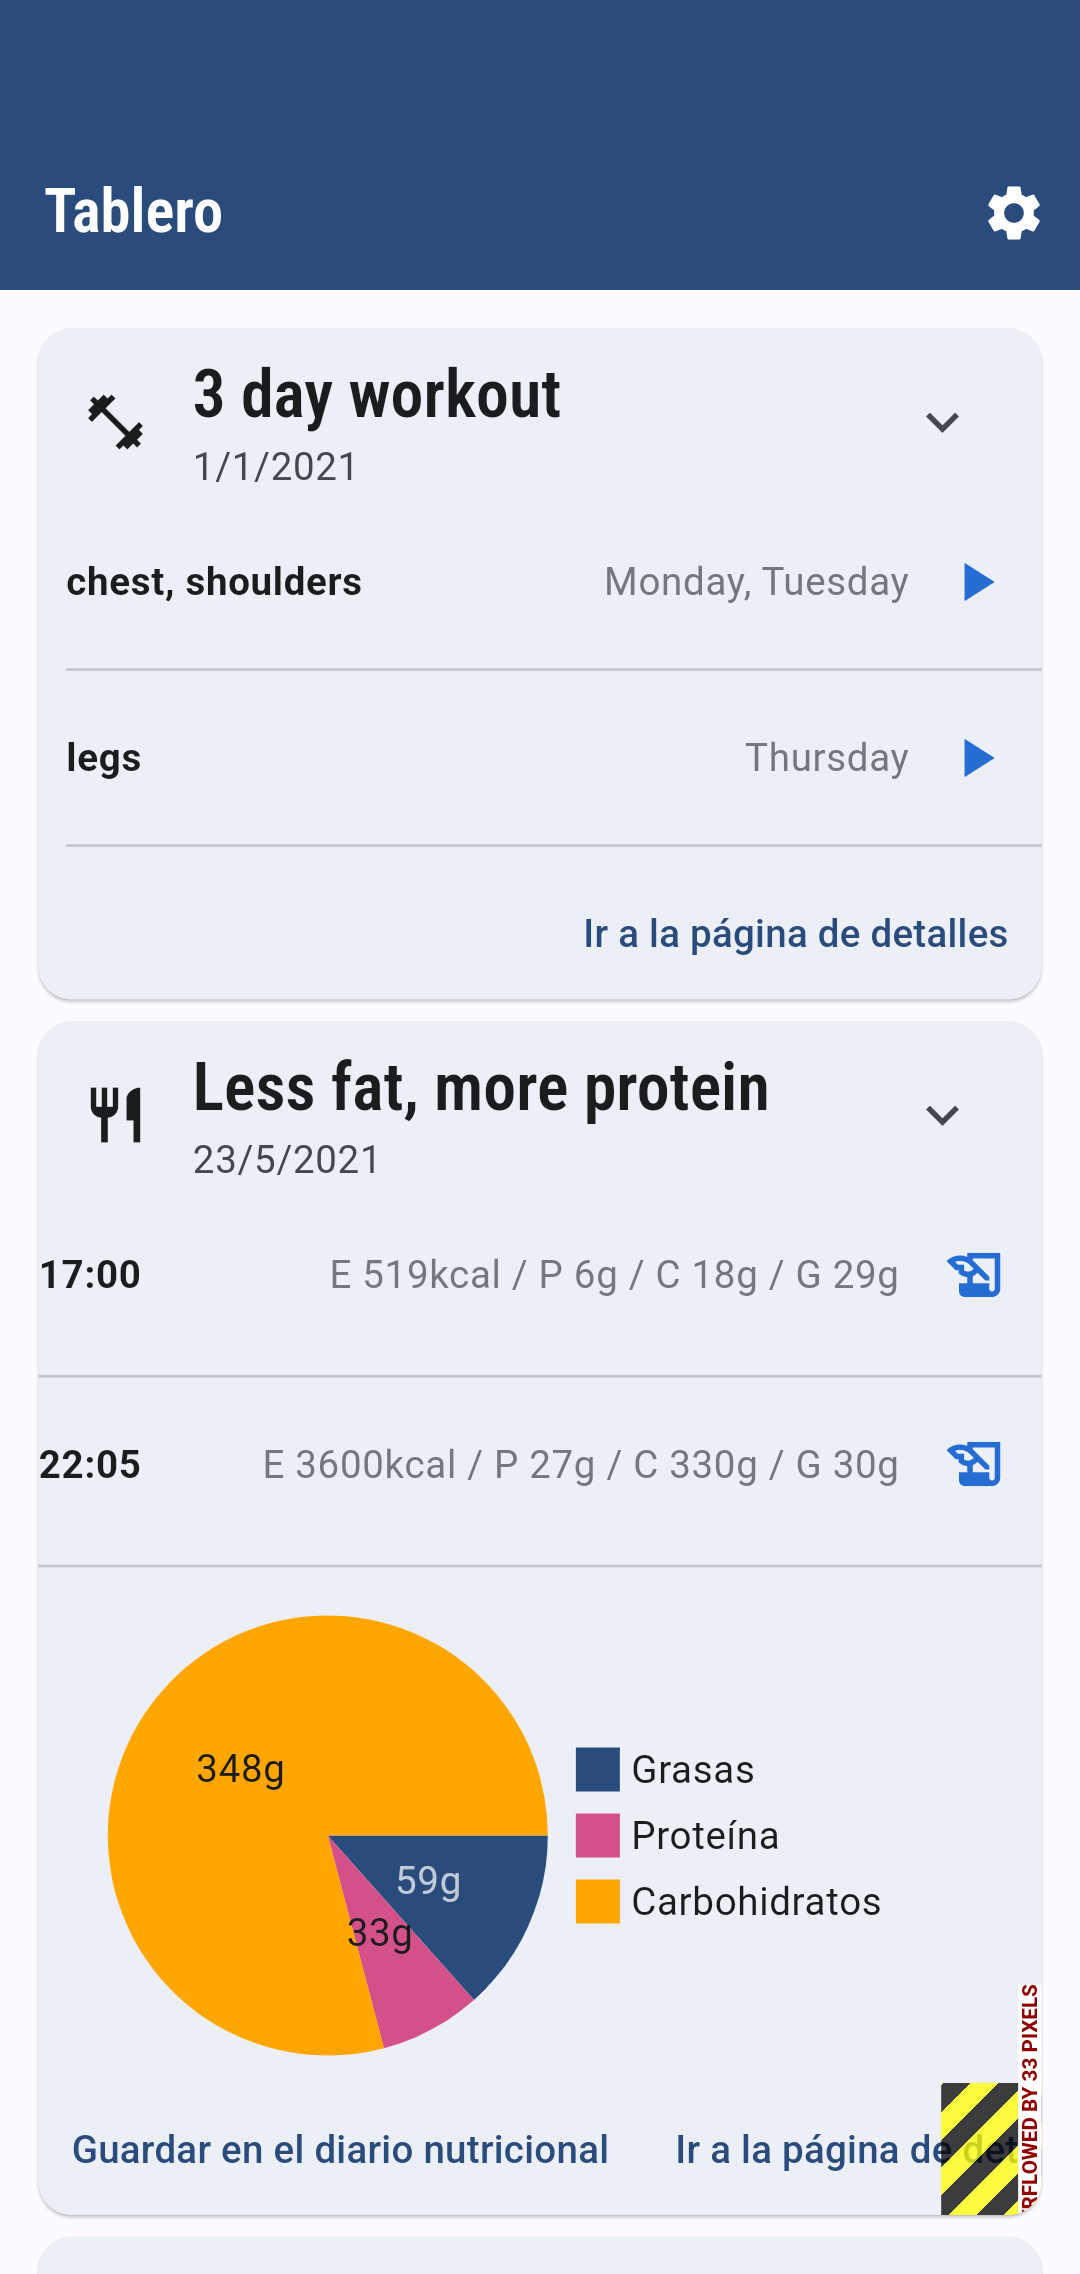 Tablero
3 day workout
1/1/2021
chest, shoulders Monday, Tuesday
legs Thursday
Ir a la página de detalles
Less fat, more protein
23/5/2021
17:00 E 519kcal / P 6g / C 18g / G 29g
22:05 E 3600kcal / P 27g / C 330g / G 30g
348g
59g
33g
Grasas
Proteína
Carbohidratos
Guardar en el diario nutricional Ir a la página de det
RFLOWED BY 33 PIXELS